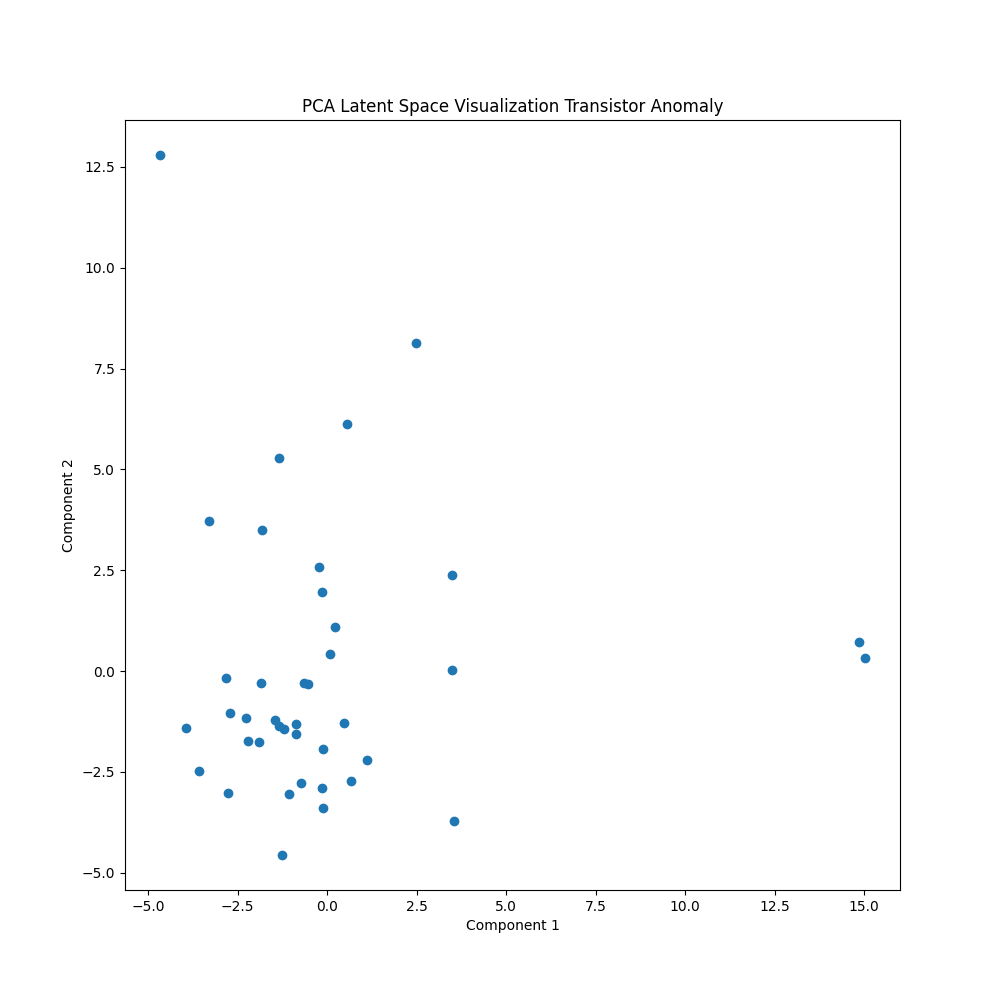 PCA Latent Space Visualization Transistor Anomaly
12.5
10.0
7.5
5.0
2.5
0.0
−2.5
−5.0
Component 2
−5.0 −2.5 0.0 2.5 5.0 7.5 10.0 12.5 15.0
Component 1